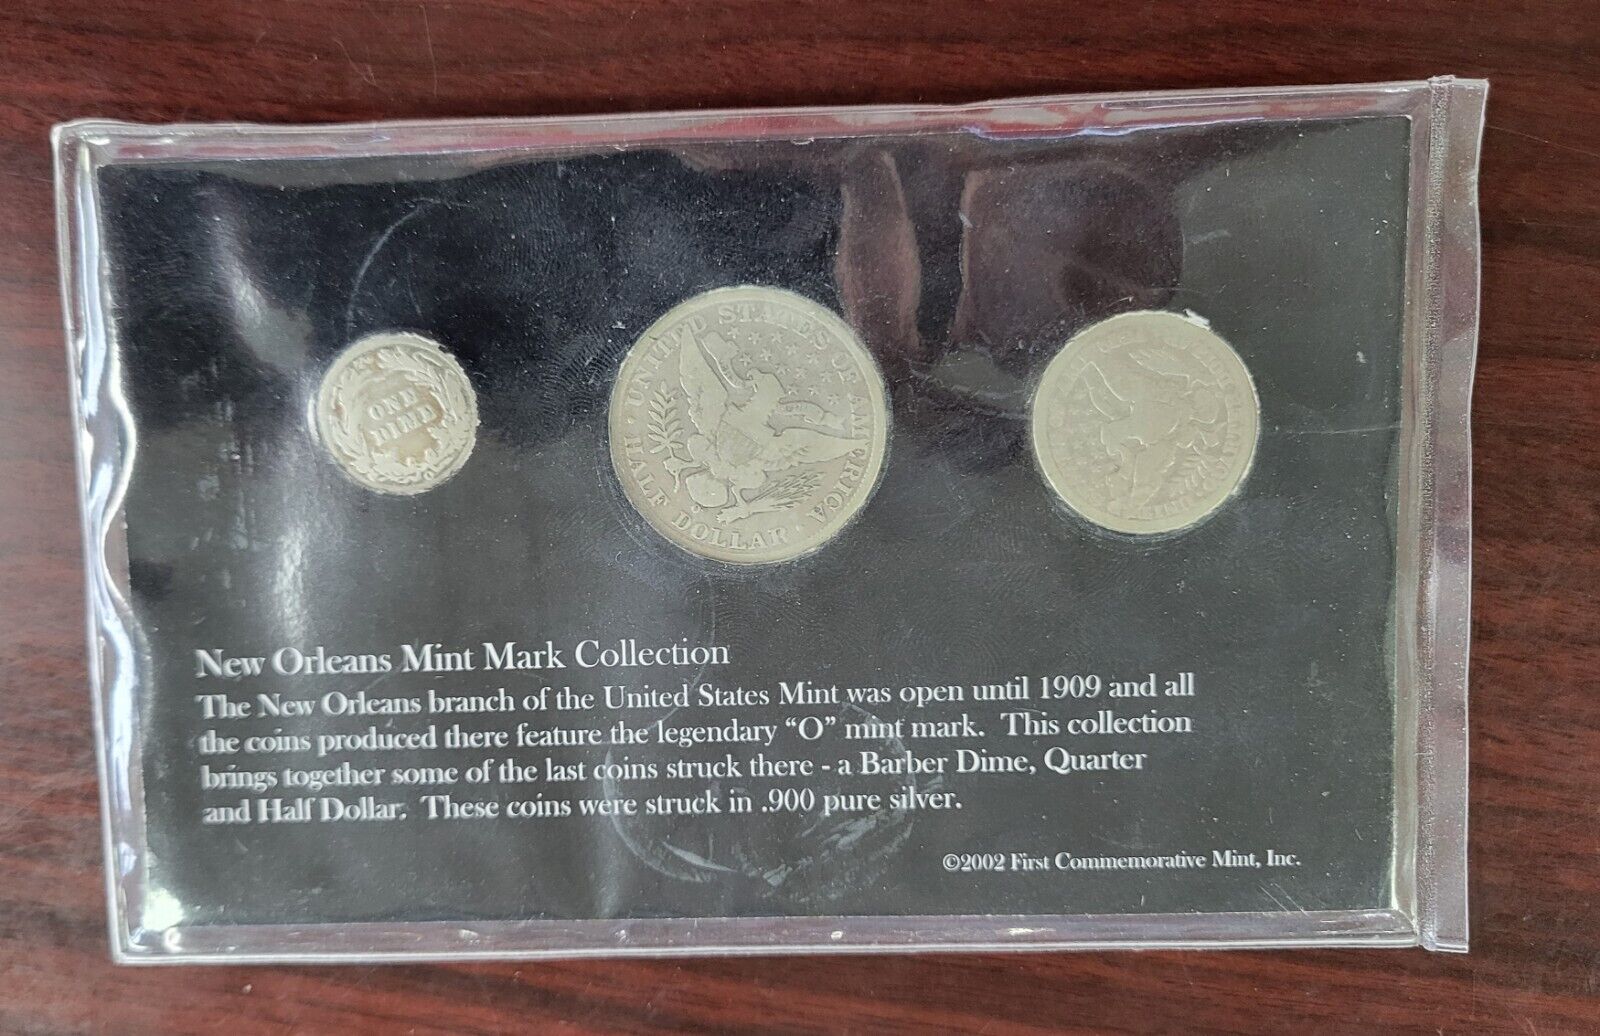 ONE
DIME
UNITED STATES OF AMERICA
HALF DOLLAR
O
New Orleans Mint Mark Collection
The New Orleans branch of the United States Mint was open until 1909 and all
the coins produced there feature the legendary “O” mint mark.  This collection
brings together some of the last coins struck there - a Barber Dime, Quarter
and Half Dollar.  These coins were struck in .900 pure silver.
©2002 First Commemorative Mint, Inc.